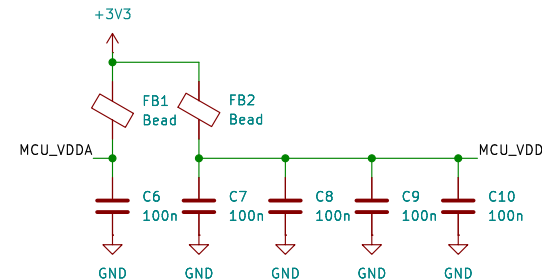 +3V3
FB1
Bead
FB2
Bead
MCU_VDDA
MCU_VDD
C6
100n
C7
100n
C8
100n
C9
100n
C10
100n
GND
GND
GND
GND
GND